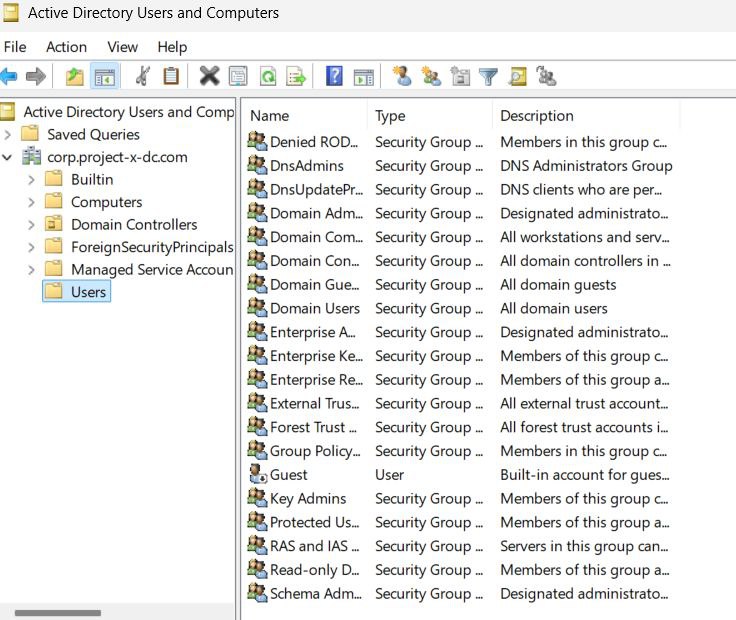 Active Directory Users and Computers
File Action View Help
Active Directory Users and Comp
Saved Queries
corp.project-x-dc.com
Builtin
Computers
Domain Controllers
ForeignSecurityPrincipals
Managed Service Accoun
Users
Name Type Description
Denied ROD... Security Group ... Members in this group c...
DnsAdmins Security Group ... DNS Administrators Group
DnsUpdatePr... Security Group ... DNS clients who are per...
Domain Adm... Security Group ... Designated administrato...
Domain Com... Security Group ... All workstations and serv...
Domain Con... Security Group ... All domain controllers in ...
Domain Gue... Security Group ... All domain guests
Domain Users Security Group ... All domain users
Enterprise A... Security Group ... Designated administrato...
Enterprise Ke... Security Group ... Members of this group c...
Enterprise Re... Security Group ... Members of this group a...
External Trus... Security Group ... All external trust account...
Forest Trust ... Security Group ... All forest trust accounts i...
Group Policy... Security Group ... Members in this group c...
Guest User Built-in account for gues...
Key Admins Security Group ... Members of this group c...
Protected Us... Security Group ... Members of this group a...
RAS and IAS ... Security Group ... Servers in this group can...
Read-only D... Security Group ... Members of this group a...
Schema Adm... Security Group ... Designated administrato...